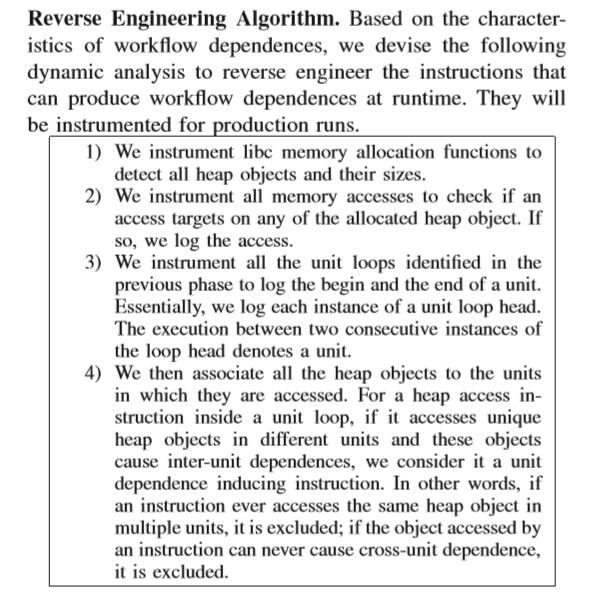 Reverse Engineering Algorithm. Based on the character-
istics of workflow dependences, we devise the following
dynamic analysis to reverse engineer the instructions that
can produce workflow dependences at runtime. They will
be instrumented for production runs.
1) We instrument libc memory allocation functions to
detect all heap objects and their sizes.
2) We instrument all memory accesses to check if an
access targets on any of the allocated heap object. If
so, we log the access.
3) We instrument all the unit loops identified in the
previous phase to log the begin and the end of a unit.
Essentially, we log each instance of a unit loop head.
The execution between two consecutive instances of
the loop head denotes a unit.
4) We then associate all the heap objects to the units
in which they are accessed. For a heap access in-
struction inside a unit loop, if it accesses unique
heap objects in different units and these objects
cause inter-unit dependences, we consider it a unit
dependence inducing instruction. In other words, if
an instruction ever accesses the same heap object in
multiple units, it is excluded; if the object accessed by
an instruction can never cause cross-unit dependence,
it is excluded.